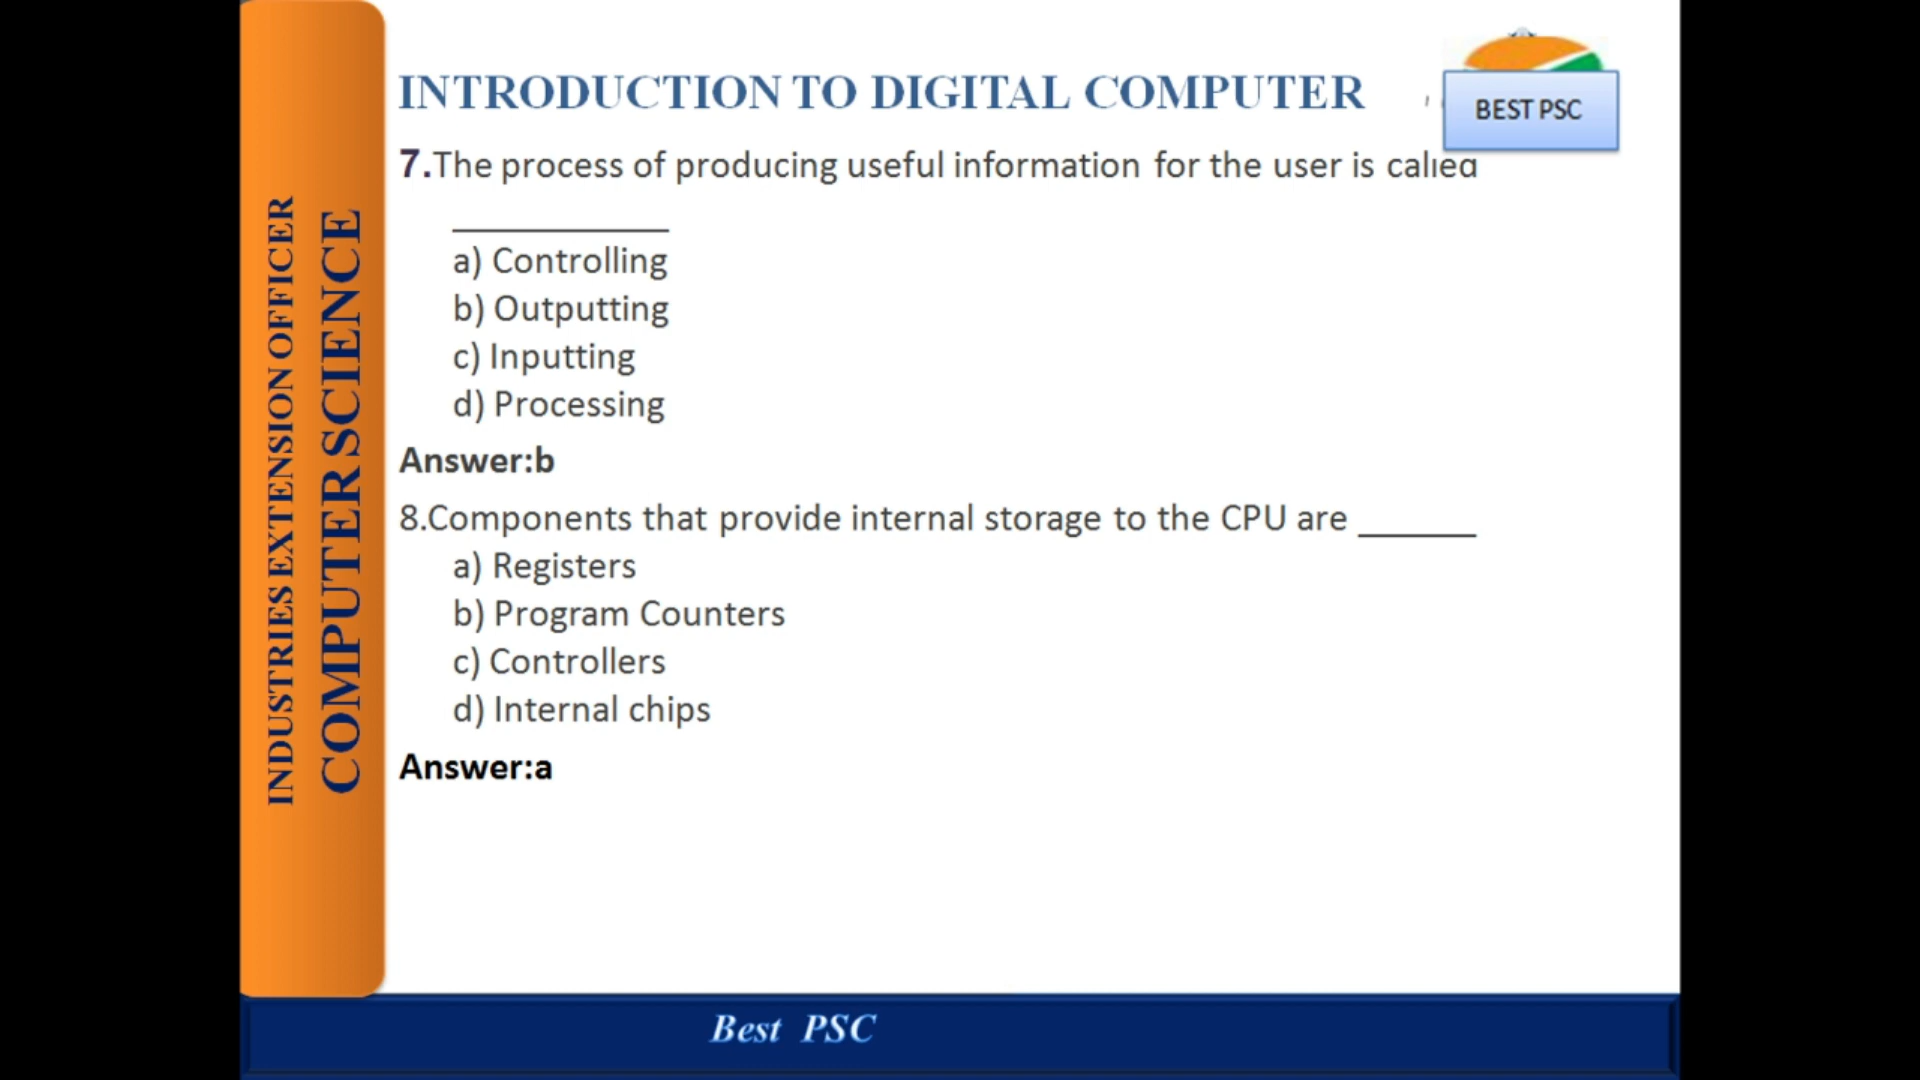 INDUSTRIES EXTENSION OFFICER
COMPUTER SCIENCE
INTRODUCTION TO DIGITAL COMPUTER
BEST PSC
7.The process of producing useful information for the user is called
____________
a) Controlling
b) Outputting
c) Inputting
d) Processing
Answer:b
8.Components that provide internal storage to the CPU are ______
a) Registers
b) Program Counters
c) Controllers
d) Internal chips
Answer:a
Best PSC